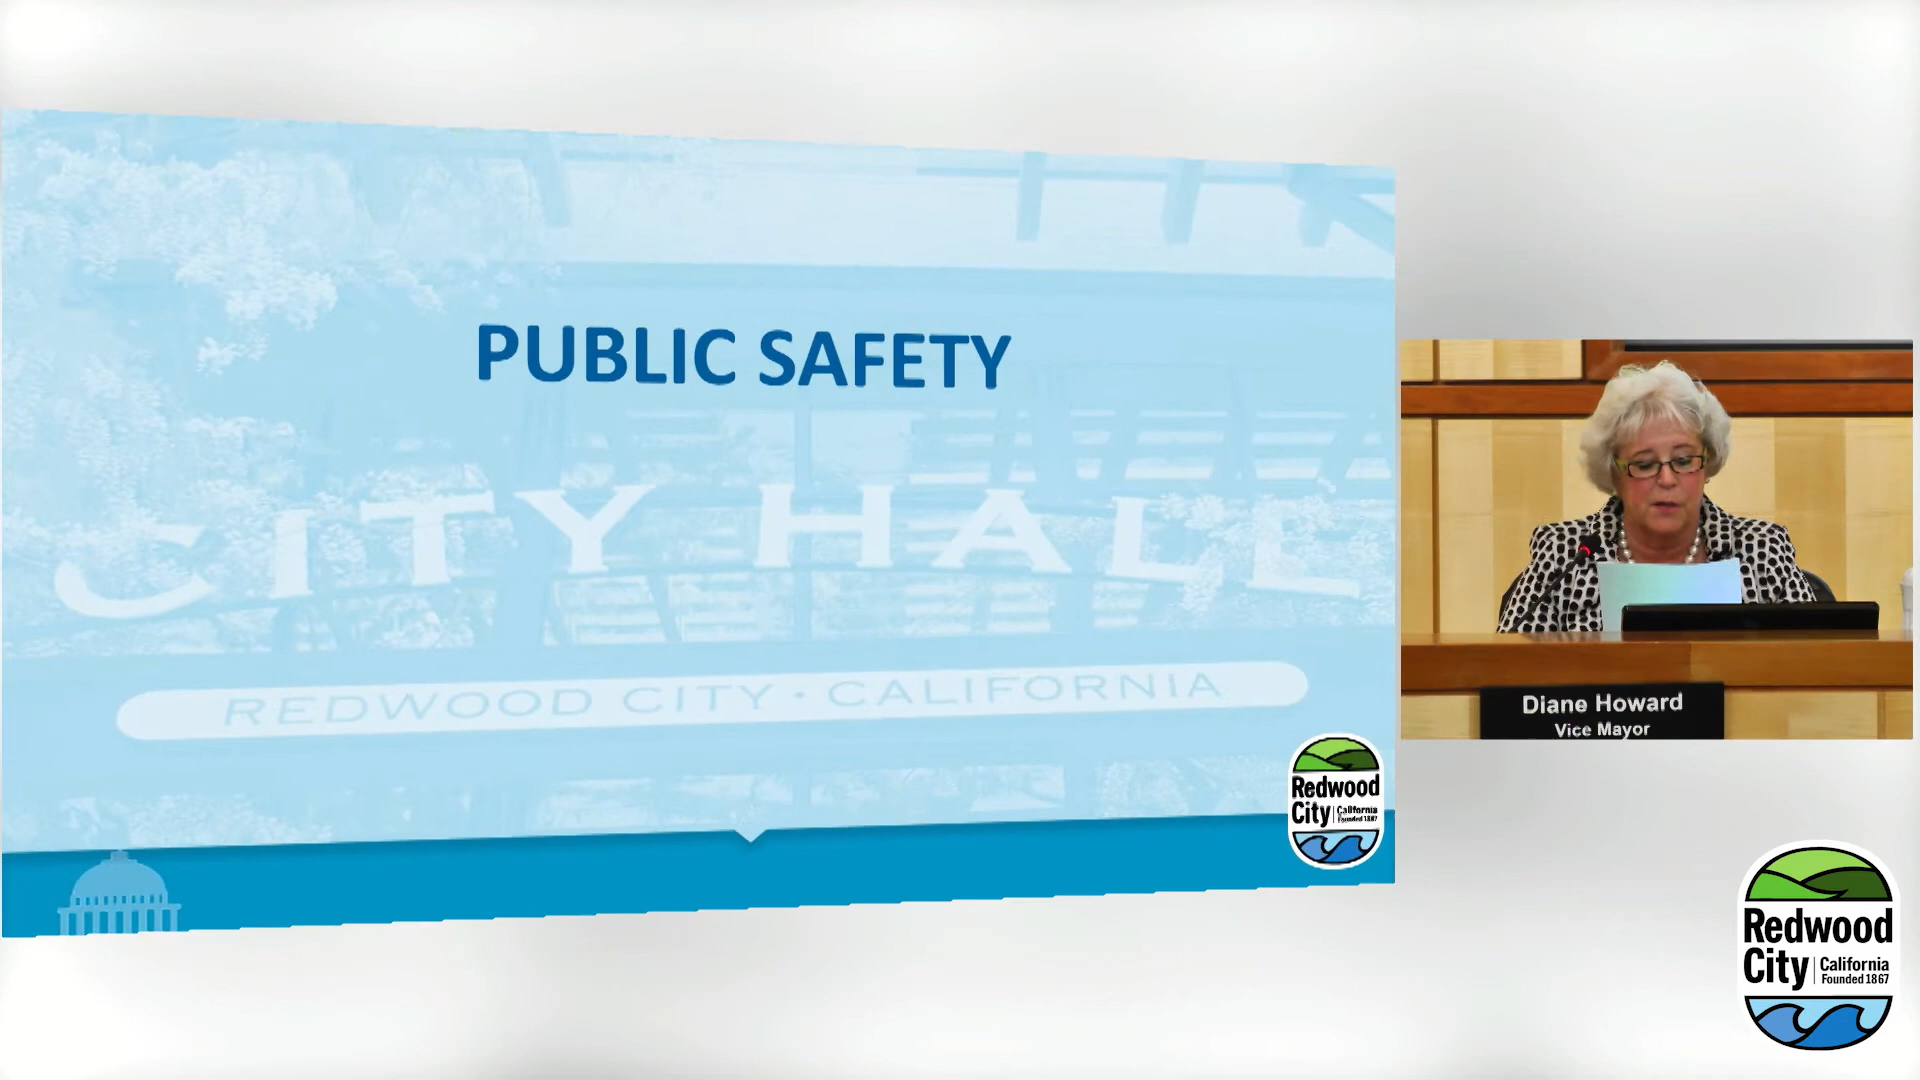 PUBLIC SAFETY
CITY HALL
REDWOOD CITY • CALIFORNIA
Redwood
City | California
Founded 1867
Diane Howard
Vice Mayor
Redwood
City | California
Founded 1867